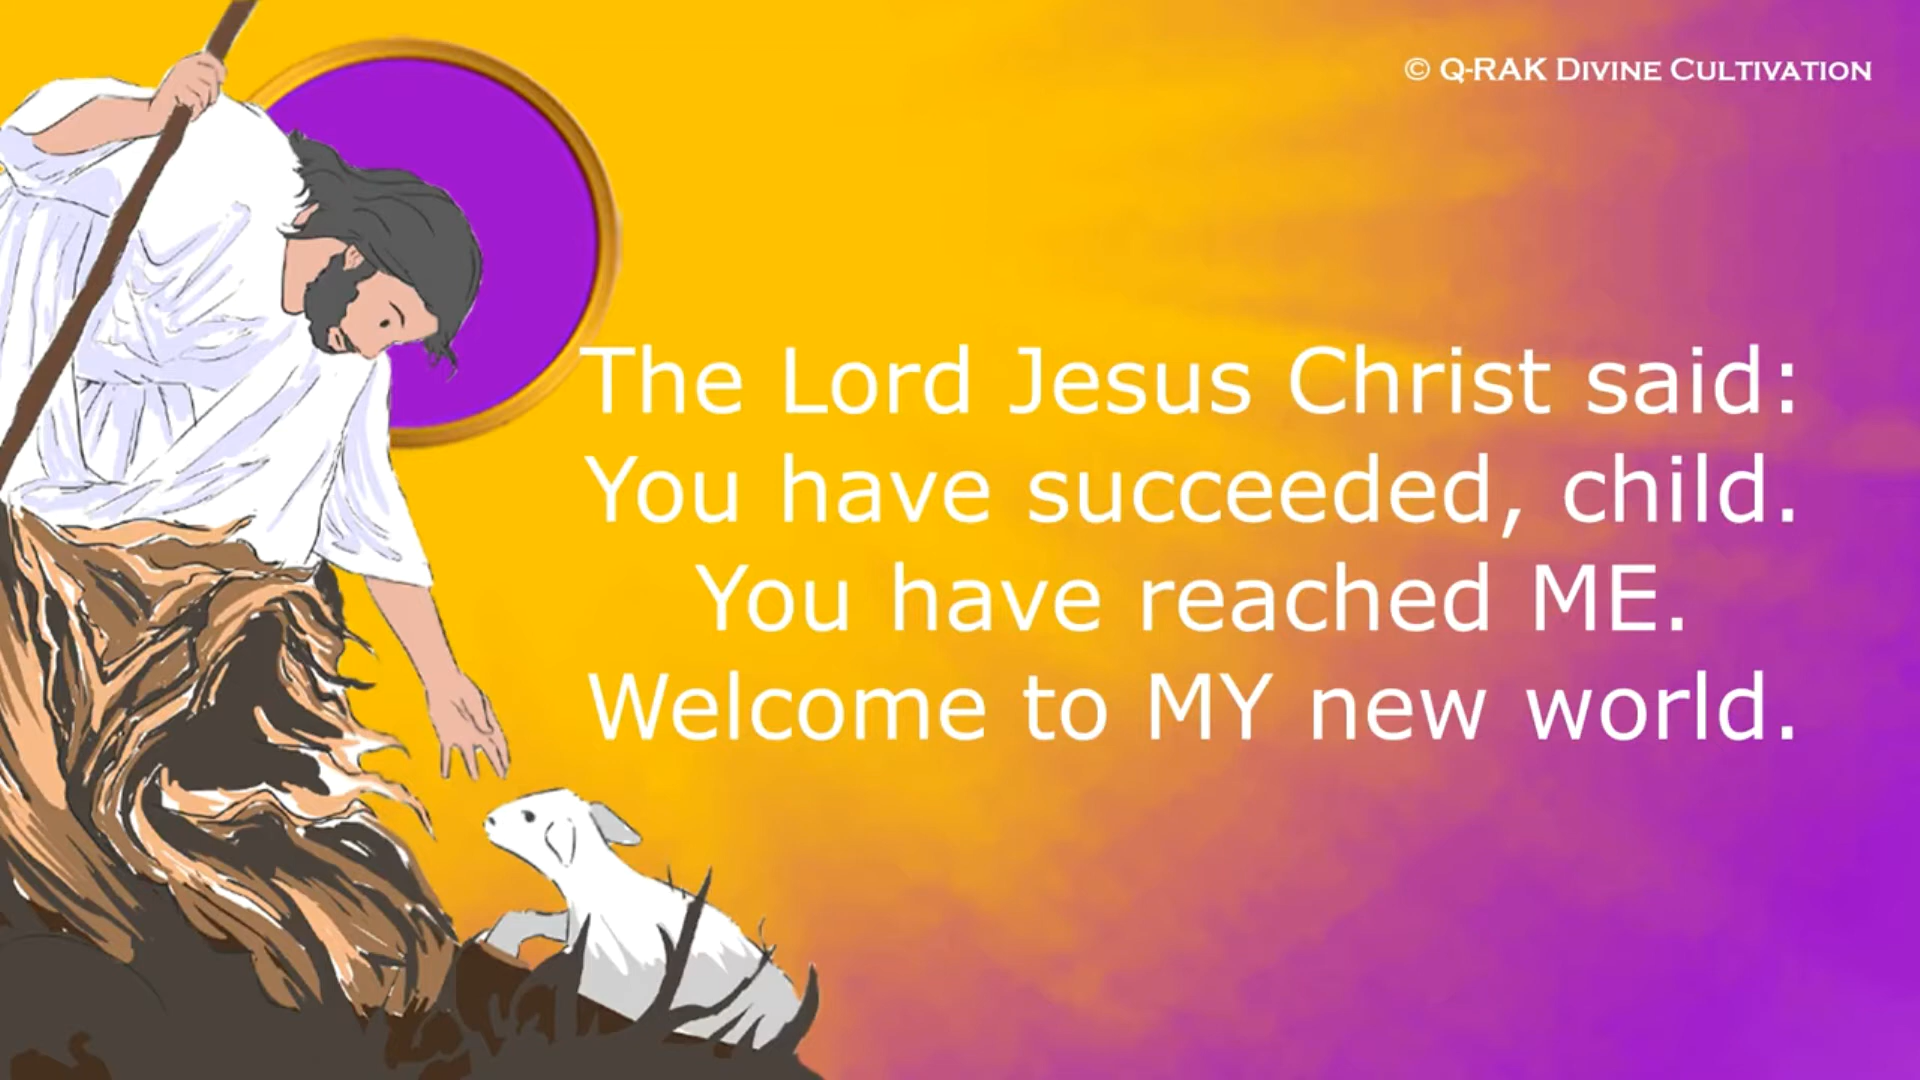 © Q-RAK DIVINE CULTIVATION
The Lord Jesus Christ said:
You have succeeded, child.
You have reached ME.
Welcome to MY new world.